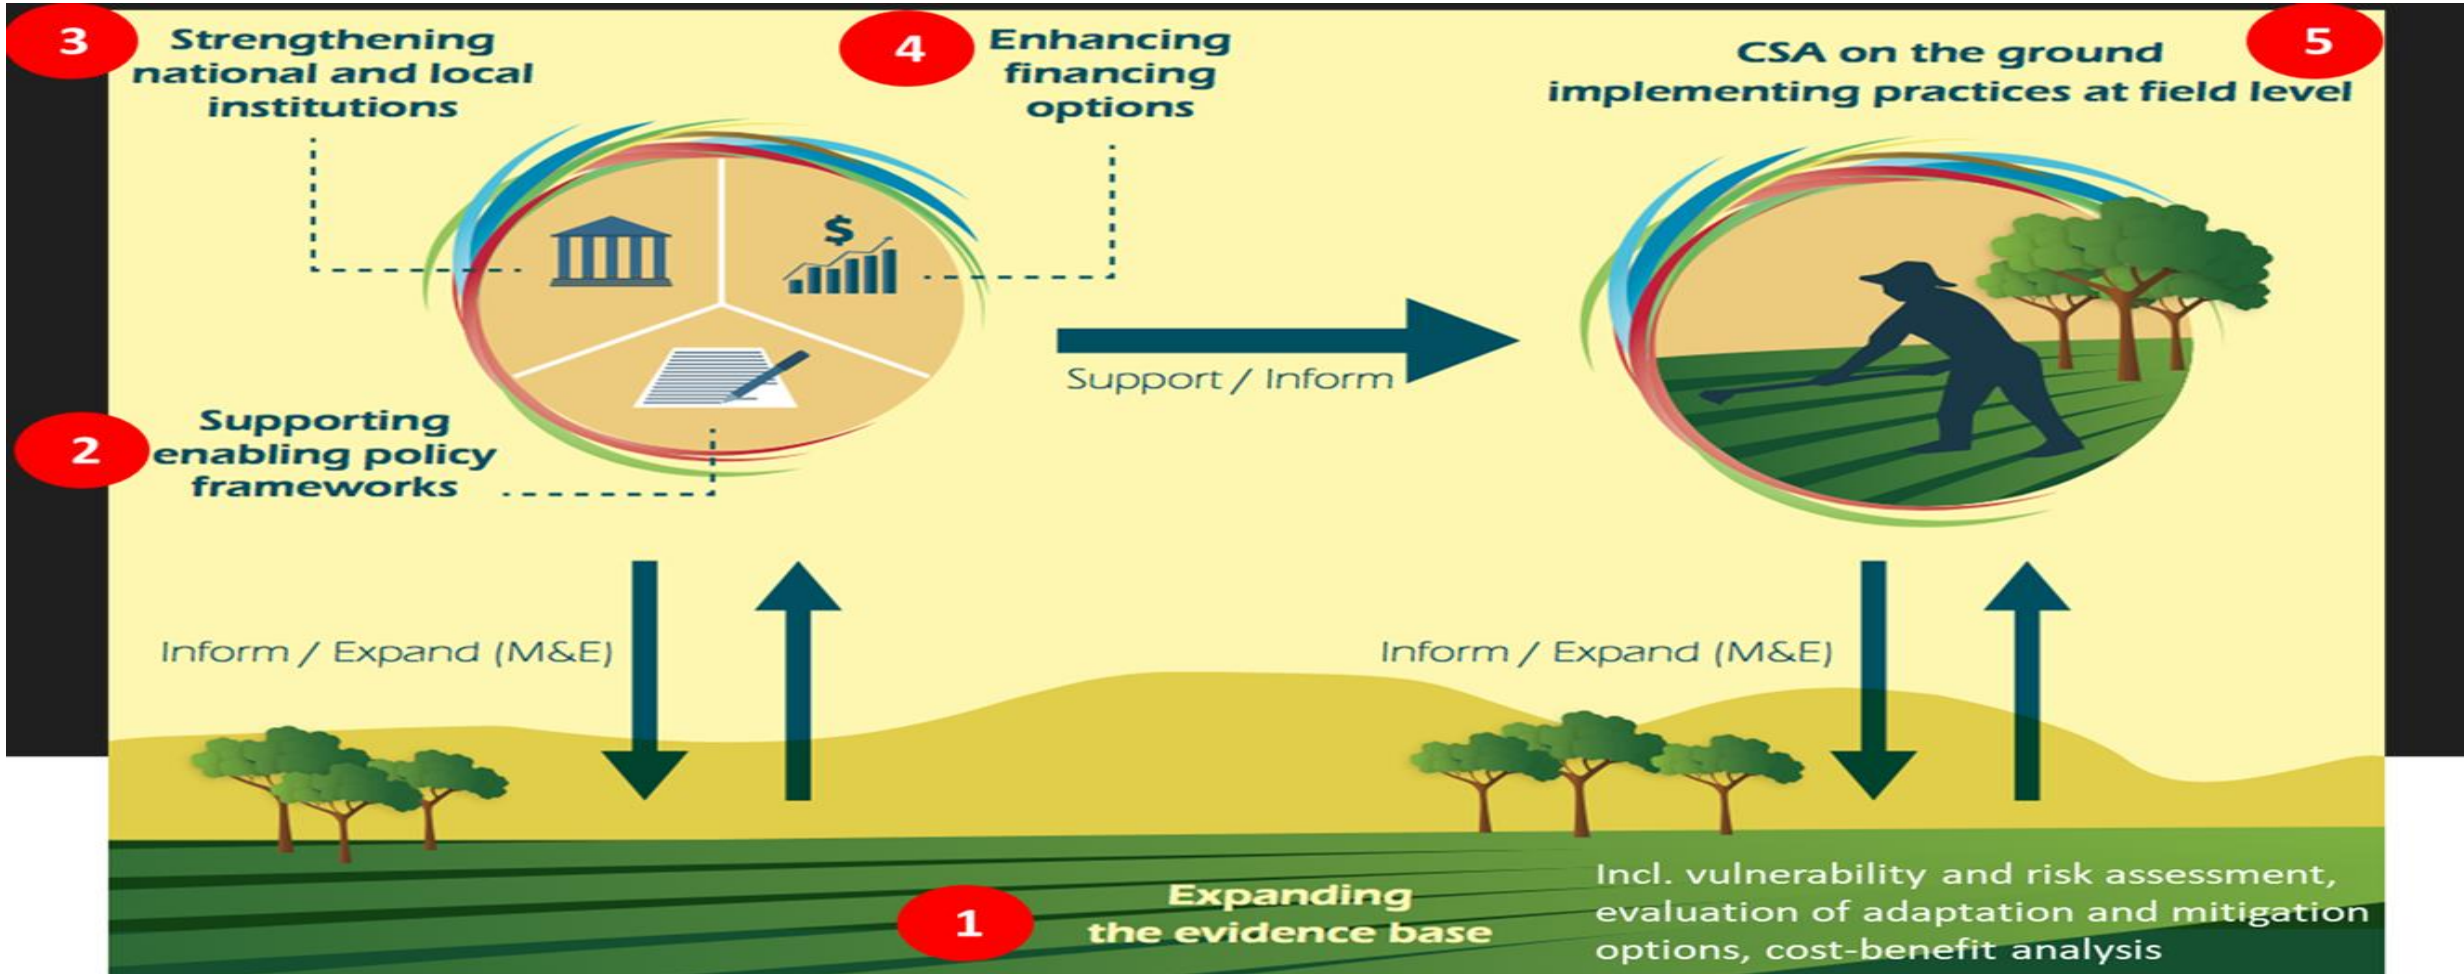 3
Strengthening
national and local
institutions
4
Enhancing
financing
options
CSA on the ground
implementing practices at field level
5
$
Support / Inform
2
Supporting
enabling policy
frameworks
Inform / Expand (M&E)
Inform / Expand (M&E)
1
Expanding
the evidence base
Incl. vulnerability and risk assessment,
evaluation of adaptation and mitigation
options, cost-benefit analysis